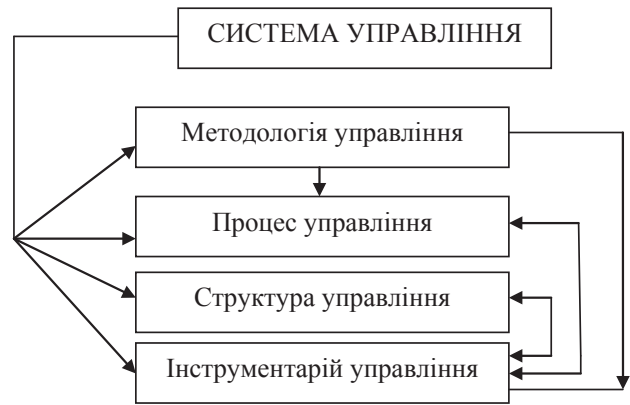 СИСТЕМА УПРАВЛІННЯ
Методологія управління
Процес управління
Структура управління
Інструментарій управління